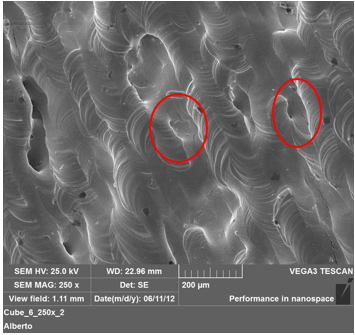 SEM HV: 25.0 kV WD: 22.96 mm VEGA3 TESCAN
SEM MAG: 250 x Det: SE 200 µm
View field: 1.11 mm Date(m/d/y): 06/11/12 Performance in nanospace
Cube_6_250x_2
Alberto